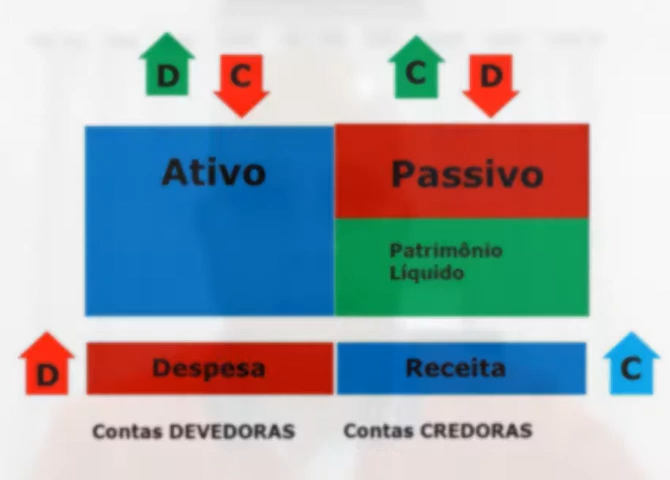 D C C D
Ativo Passivo
Patrimônio
Líquido
D Despesa Receita C
Contas DEVEDORAS Contas CREDORAS